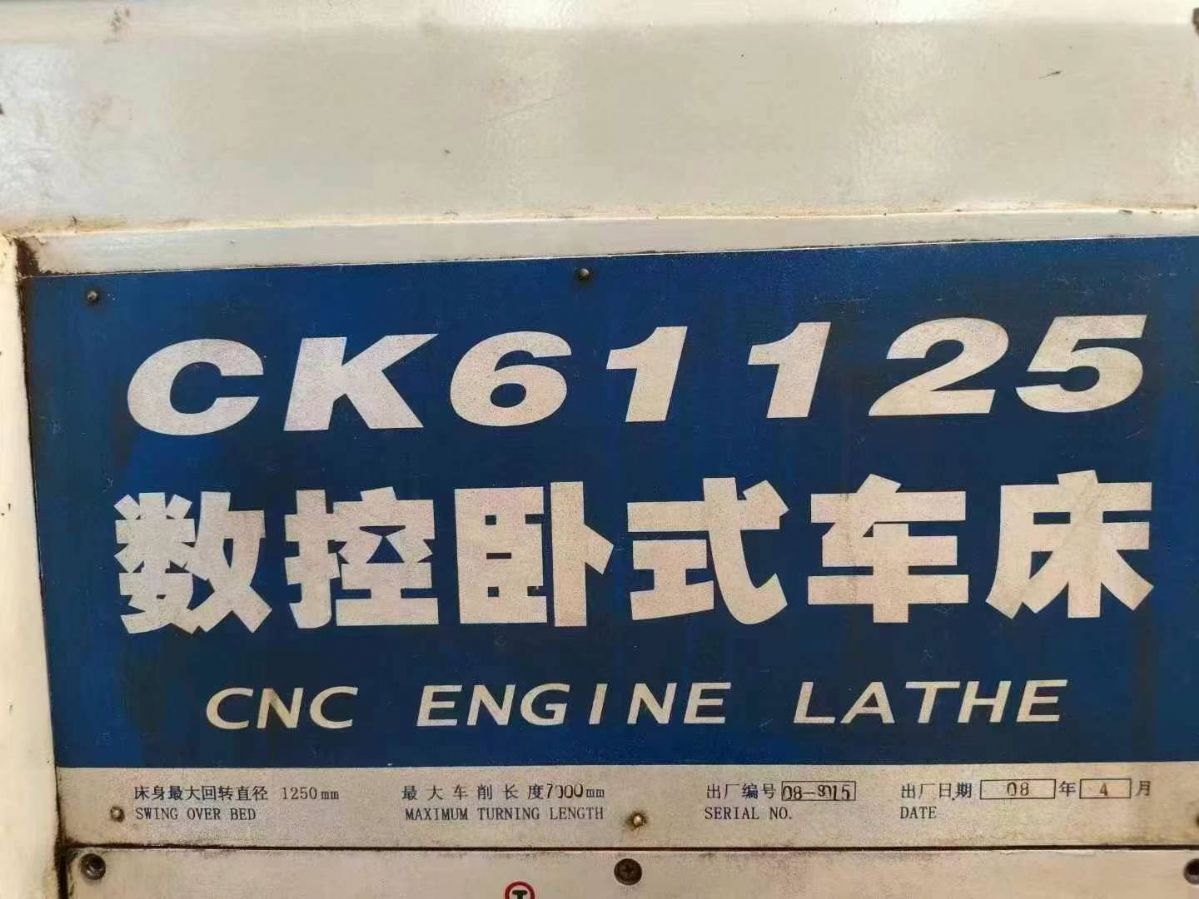 CK61125
数控卧式车床
CNC ENGINE LATHE
床身最大回转直径 1250mm 最大车削长度7000mm 出厂编号 出厂日期 08 年 4 月
SWING OVER BED MAXIMUM TURNING LENGTH SERIAL NO. DATE